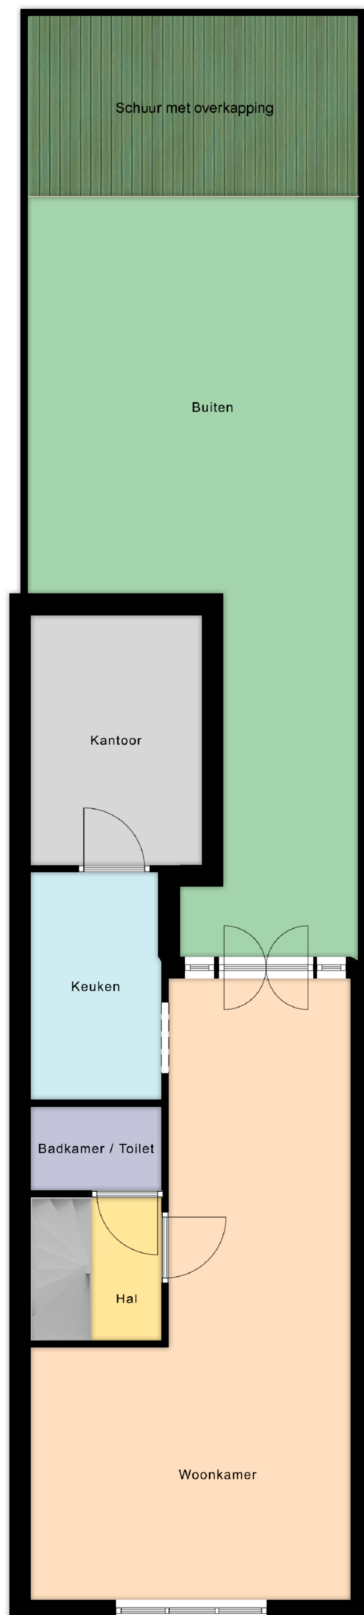 Schuur met overkapping
Buiten
Kantoor
Keuken
Badkamer / Toilet
Hal
Woonkamer